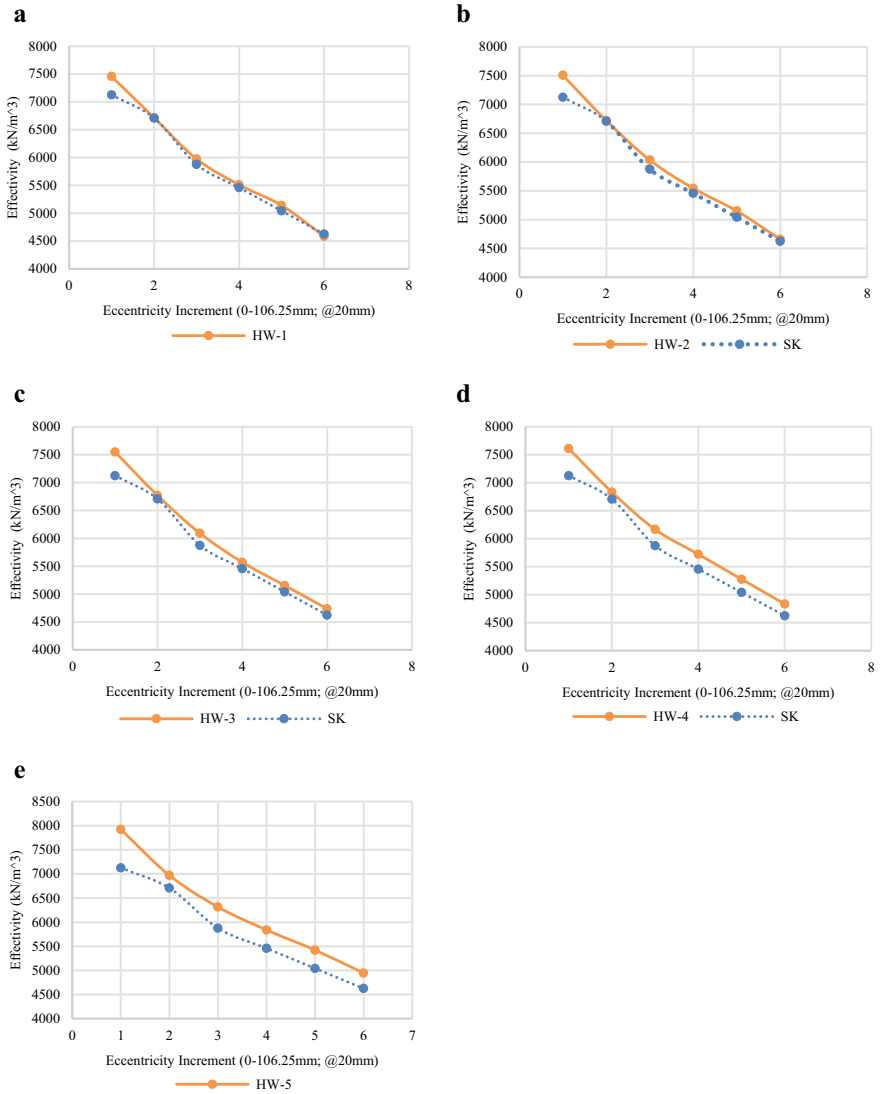 a
8000
7500
7000
6500
6000
5500
5000
4500
4000
Effectivity (kN/m^3)
0 2 4 6 8
Eccentricity Increment (0-106.25mm; @20mm)
HW-1
b
8000
7500
7000
6500
6000
5500
5000
4500
4000
Effectivity (kN/m^3)
0 2 4 6 8
Eccentricity Increment (0-106.25mm; @20mm)
HW-2 SK
c
8000
7500
7000
6500
6000
5500
5000
4500
4000
Effectivity (kN/m^3)
0 2 4 6 8
Eccentricity Increment (0-106.25mm; @20mm)
HW-3 SK
d
8000
7500
7000
6500
6000
5500
5000
4500
4000
Effectivity (kN/m^3)
0 2 4 6 8
Eccentricity Increment (0-106.25mm; @20mm)
HW-4 SK
e
8500
8000
7500
7000
6500
6000
5500
5000
4500
4000
Effectivity (kN/m^3)
0 1 2 3 4 5 6 7
Eccentricity Increment (0-106.25mm; @20mm)
HW-5